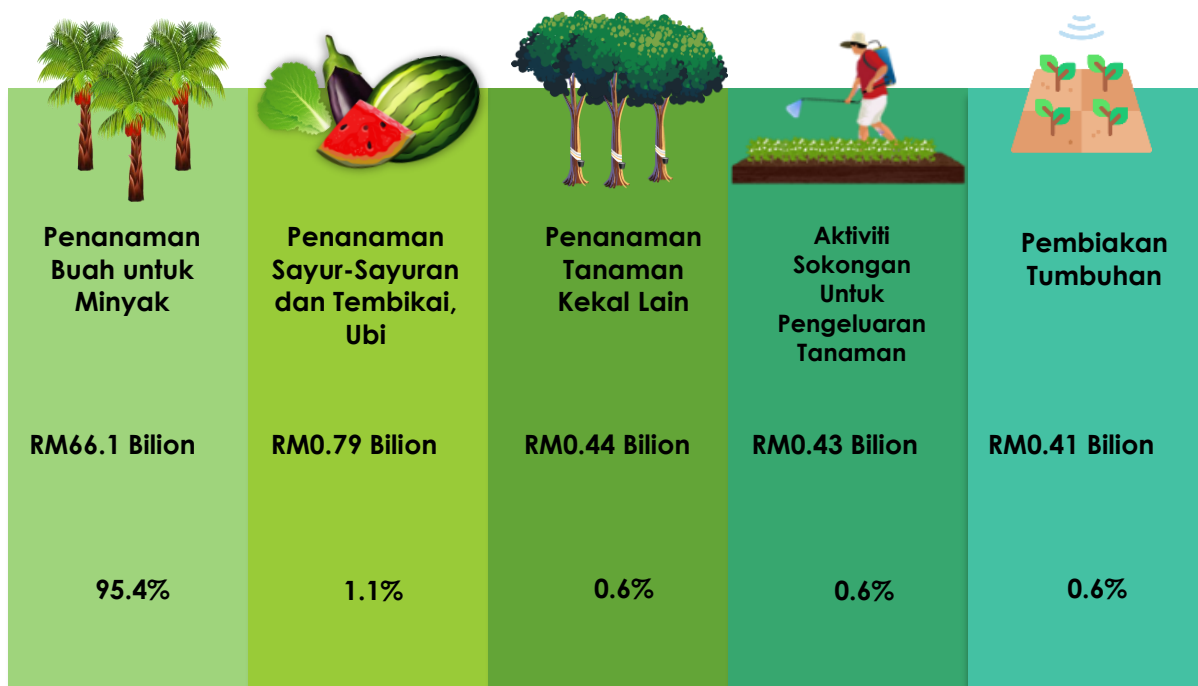 Penanaman
Buah untuk
Minyak
Penanaman
Sayur-Sayuran
dan Tembikai,
Ubi
Penanaman
Tanaman
Kekal Lain
Aktiviti
Sokongan
Untuk
Pengeluaran
Tanaman
Pembiakan
Tumbuhan
RM66.1 Bilion
RM0.79 Bilion
RM0.44 Bilion
RM0.43 Bilion
RM0.41 Bilion
95.4%
1.1%
0.6%
0.6%
0.6%